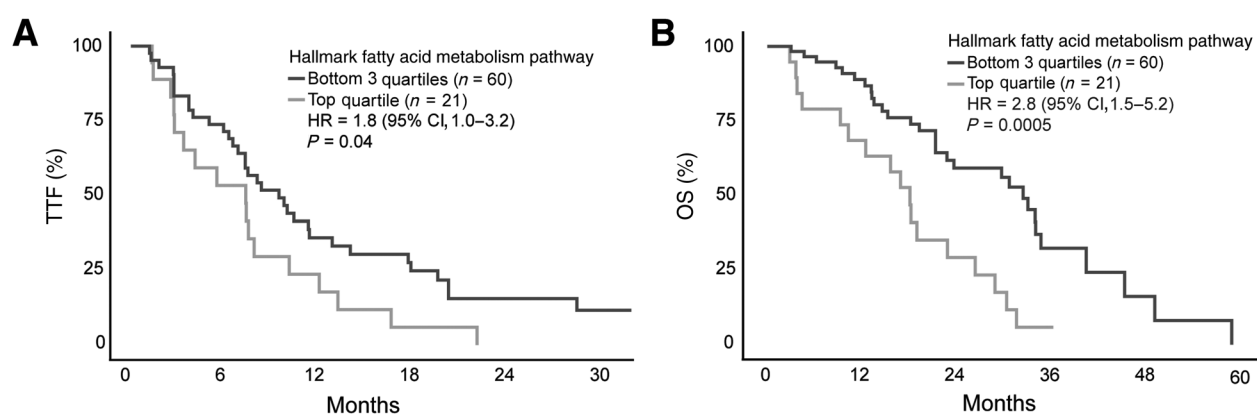 A
TTF (%)
100
75
50
25
0
Hallmark fatty acid metabolism pathway
Bottom 3 quartiles (n = 60)
Top quartile (n = 21)
HR = 1.8 (95% CI, 1.0–3.2)
P = 0.04
0 6 12 18 24 30
Months
B
OS (%)
100
75
50
25
0
Hallmark fatty acid metabolism pathway
Bottom 3 quartiles (n = 60)
Top quartile (n = 21)
HR = 2.8 (95% CI, 1.5–5.2)
P = 0.0005
0 12 24 36 48 60
Months